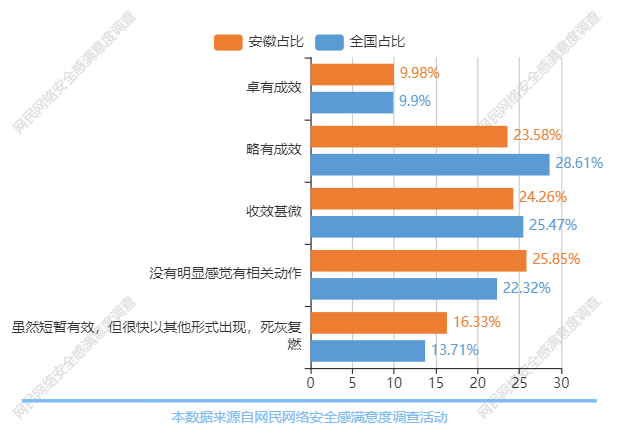 网民网络安全感满意度调查
网民网络安全感满意度调查
安徽占比 全国占比
卓有成效
9.98%
9.9%
略有成效
23.58%
28.61%
收效甚微
24.26%
25.47%
没有明显感觉有相关动作
25.85%
22.32%
虽然短暂有效，但很快以其他形式出现，死灰复
燃
16.33%
13.71%
0 5 10 15 20 25 30
网民网络安全感满意度调查
网民网络安全感满意度调查
本数据来源自网民网络安全感满意度调查活动